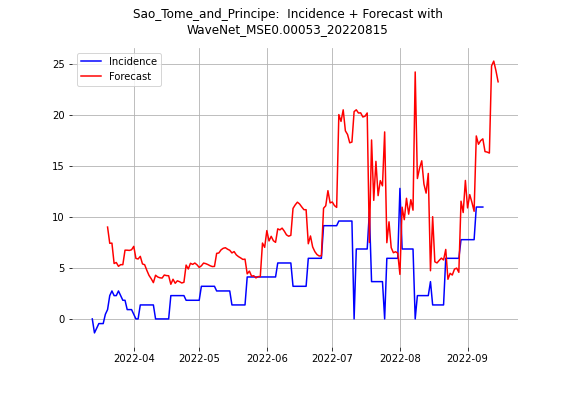 Sao_Tome_and_Principe:  Incidence + Forecast with
WaveNet_MSE0.00053_20220815
Incidence
Forecast
25
20
15
10
5
0
2022-04 2022-05 2022-06 2022-07 2022-08 2022-09